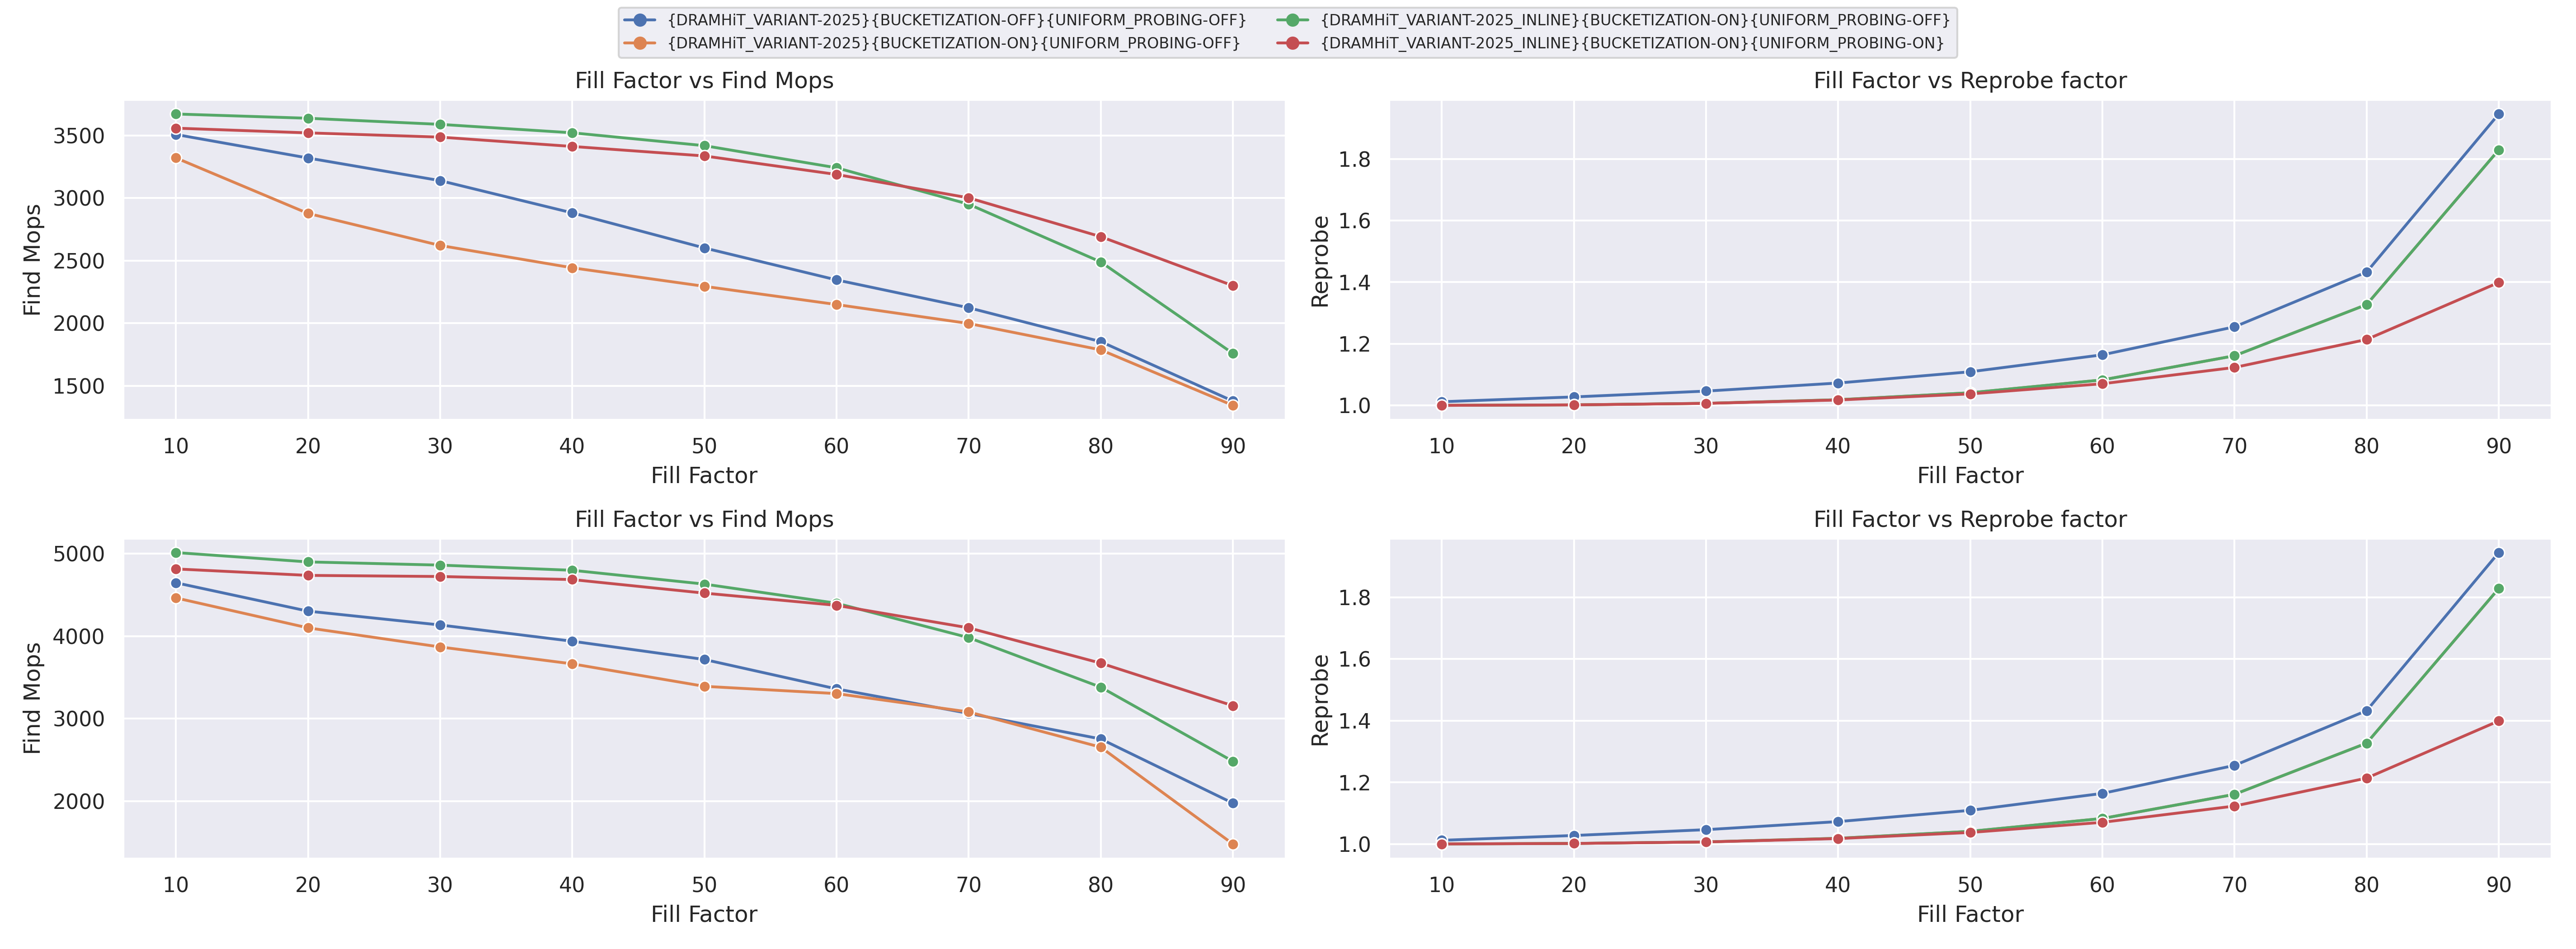 {DRAMHiT_VARIANT-2025}{BUCKETIZATION-OFF}{UNIFORM_PROBING-OFF}
{DRAMHiT_VARIANT-2025}{BUCKETIZATION-ON}{UNIFORM_PROBING-OFF}
{DRAMHiT_VARIANT-2025_INLINE}{BUCKETIZATION-ON}{UNIFORM_PROBING-OFF}
{DRAMHiT_VARIANT-2025_INLINE}{BUCKETIZATION-ON}{UNIFORM_PROBING-ON}
Fill Factor vs Find Mops
3500
3000
2500
2000
1500
Find Mops
10 20 30 40 50 60 70 80 90
Fill Factor
Fill Factor vs Reprobe factor
1.8
1.6
1.4
1.2
1.0
Reprobe
10 20 30 40 50 60 70 80 90
Fill Factor
Fill Factor vs Find Mops
5000
4000
3000
2000
Find Mops
10 20 30 40 50 60 70 80 90
Fill Factor
Fill Factor vs Reprobe factor
1.8
1.6
1.4
1.2
1.0
Reprobe
10 20 30 40 50 60 70 80 90
Fill Factor